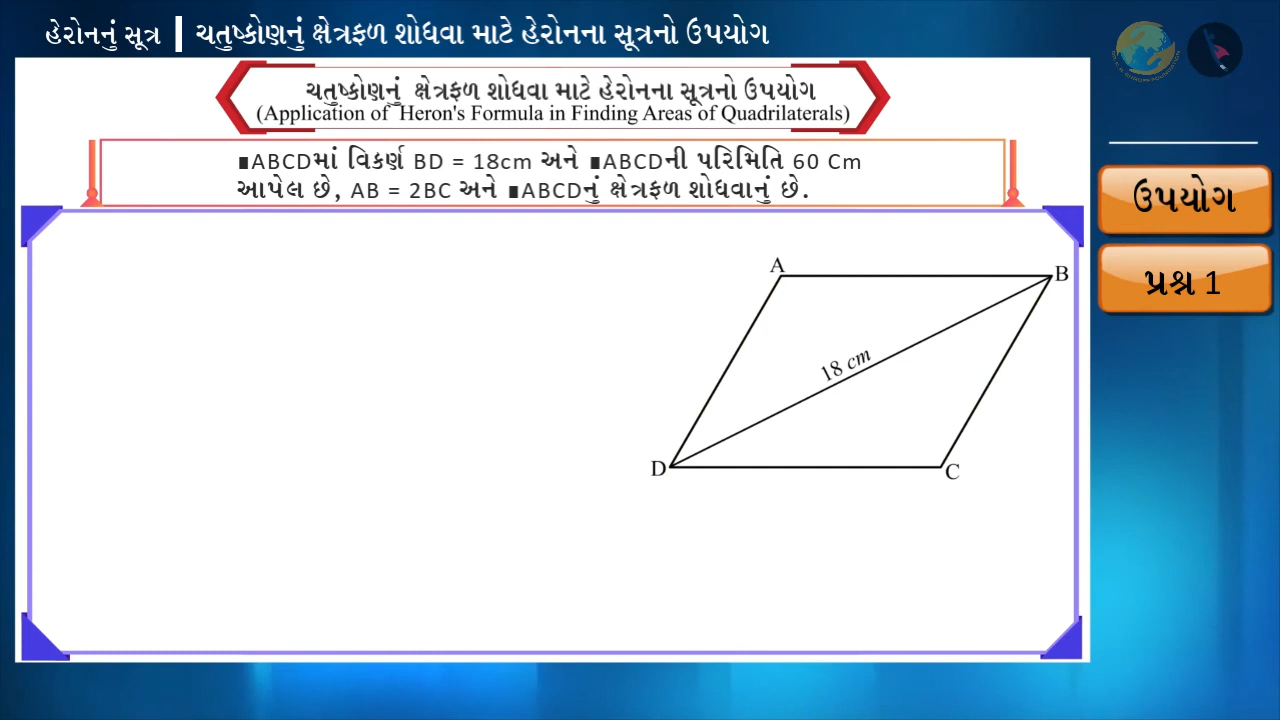 હેરોનનું સૂત્ર | ચતુષ્કોણનું ક્ષેત્રફળ શોધવા માટે હેરોનના સૂત્રનો ઉપયોગ
ચતુષ્કોણનું ક્ષેત્રફળ શોધવા માટે હેરોનના સૂત્રનો ઉપયોગ
(Application of Heron's Formula in Finding Areas of Quadrilaterals)
∎ABCDમાં વિકર્ણ BD = 18cm અને ∎ABCDની પરિમિતિ 60 Cm
આપેલ છે, AB = 2BC અને ∎ABCDનું ક્ષેત્રફળ શોધવાનું છે.
ઉપયોગ
પ્રશ્ન 1
A
B
18 cm
D
C